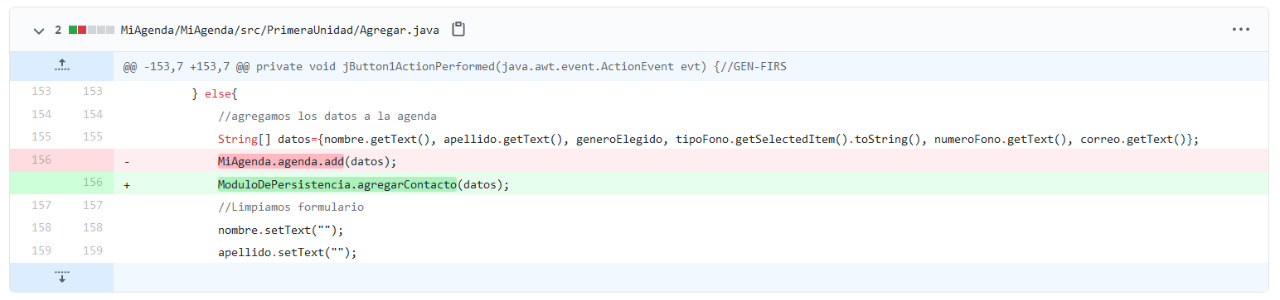 2 MiAgenda/MiAgenda/src/PrimeraUnidad/Agregar.java
@@ -153,7 +153,7 @@ private void jButton1ActionPerformed(java.awt.event.ActionEvent evt) {//GEN-FIRS
153 153 } else{
154 154 //agregamos los datos a la agenda
155 155 String[] datos={nombre.getText(), apellido.getText(), generoElegido, tipoFono.getSelectedItem().toString(), numeroFono.getText(), correo.getText()};
156 - MiAgenda.agenda.add(datos);
156 + ModuloDePersistencia.agregarContacto(datos);
157 157 //Limpiamos formulario
158 158 nombre.setText("");
159 159 apellido.setText("");